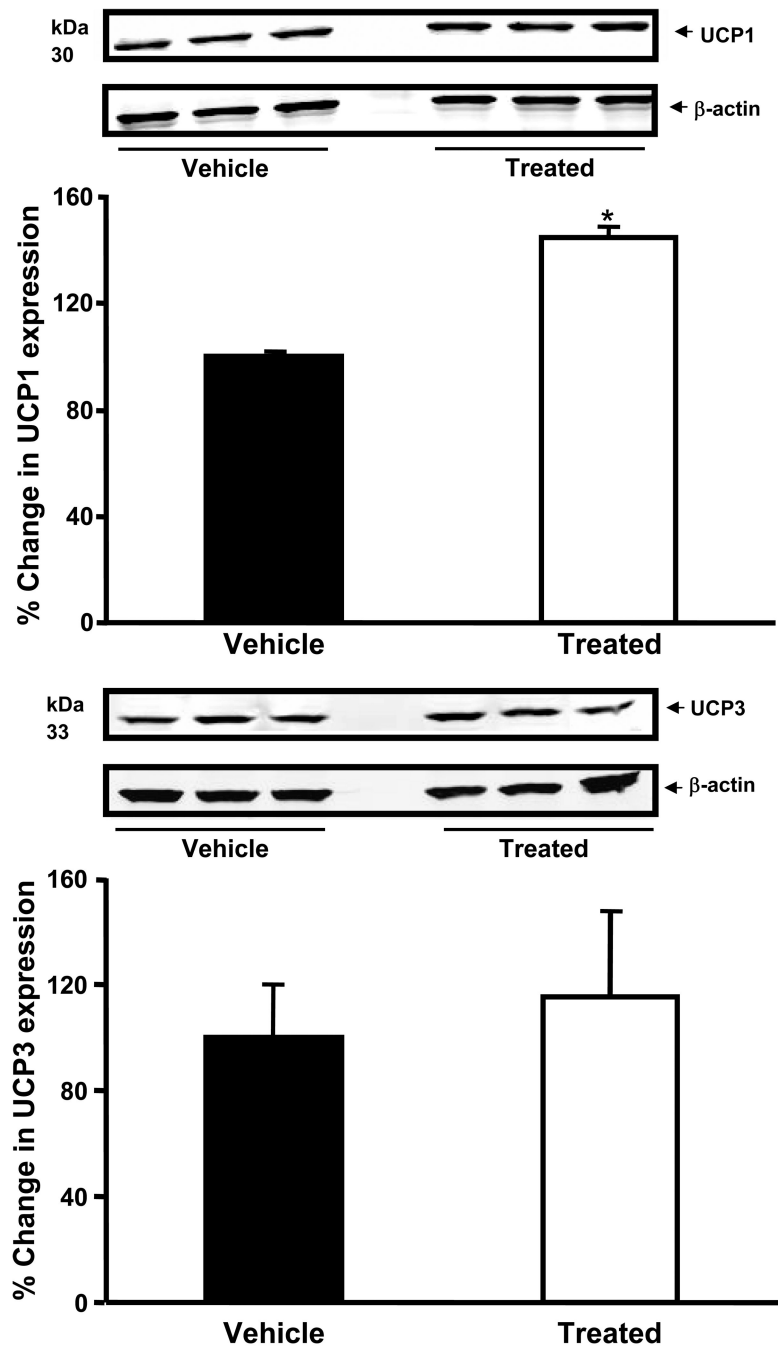 kDa
30
UCP1
β-actin
Vehicle Treated
% Change in UCP1 expression
160
120
80
40
0
*
Vehicle Treated
kDa
33
UCP3
β-actin
Vehicle Treated
% Change in UCP3 expression
160
120
80
40
0
Vehicle Treated